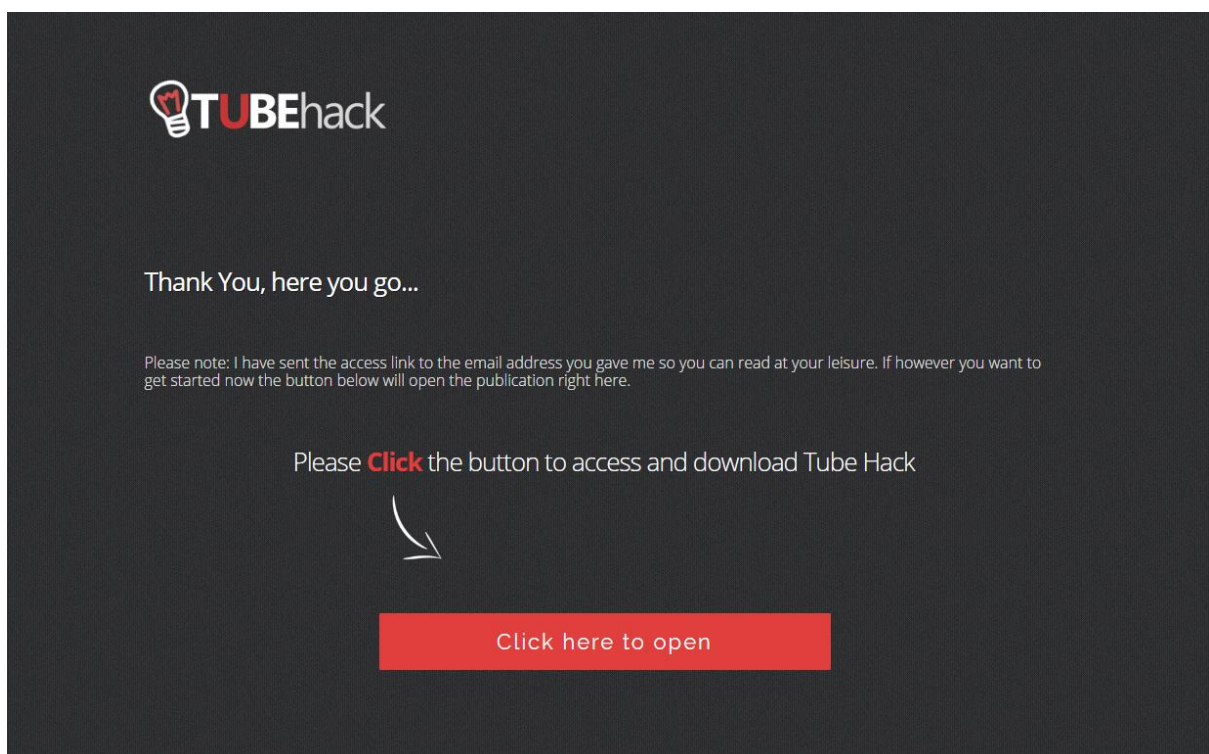 TUBEhack
Thank You, here you go...
Please note: I have sent the access link to the email address you gave me so you can read at your leisure. If however you want to
get started now the button below will open the publication right here.
Please Click the button to access and download Tube Hack
Click here to open